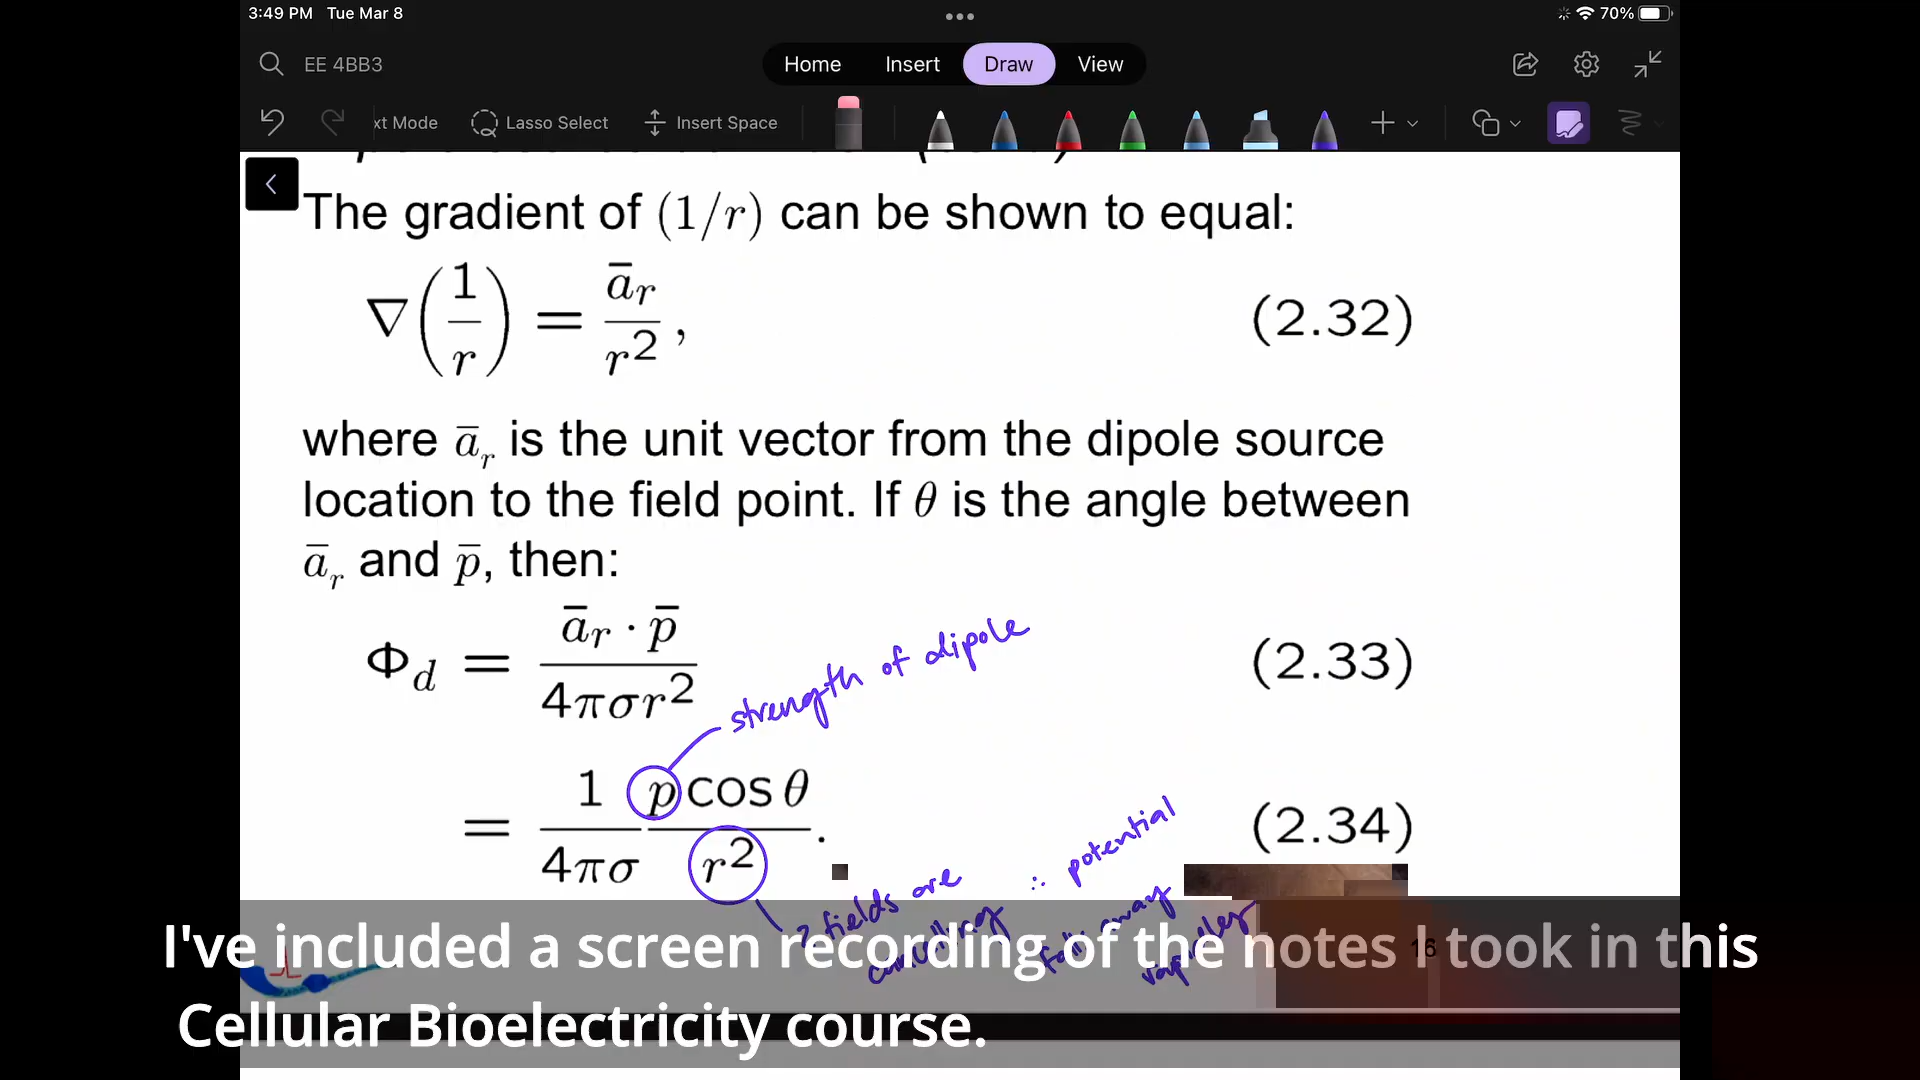 3:49 PM Tue Mar 8
70%
EE 4BB3
Home Insert Draw View
xt Mode Lasso Select Insert Space
The gradient of (1/r) can be shown to equal:
∇(1/r) = a̅ᵣ/r², (2.32)
where a̅ᵣ is the unit vector from the dipole source
location to the field point. If θ is the angle between
a̅ᵣ and p̅, then:
Φ_d = a̅ᵣ · p̅ / 4πσr² (2.33)
strength of dipole
= 1/4πσ p cos θ / r². (2.34)
2 fields are
cancelling
∴ potential
falls away
16
I've included a screen recording of the notes I took in this
Cellular Bioelectricity course.